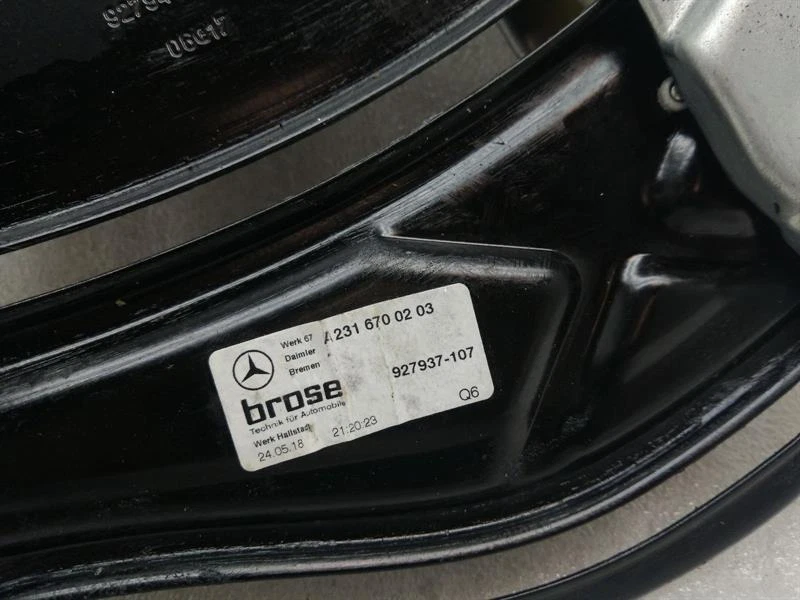 06G17
Werk 67 A 231 670 02 03
Daimler
Bremen 927937-107
brose
Technik für Automobile
Werk Hallstadt Q6
24.05.18 21:20:23